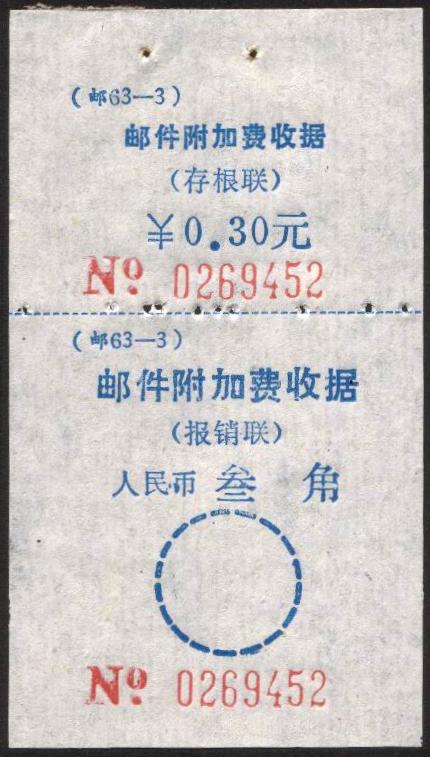 （邮63—3）
邮件附加费收据
（存根联）
￥0.30元
№ 0269452
（邮63—3）
邮件附加费收据
（报销联）
人民币 叁 角
№ 0269452